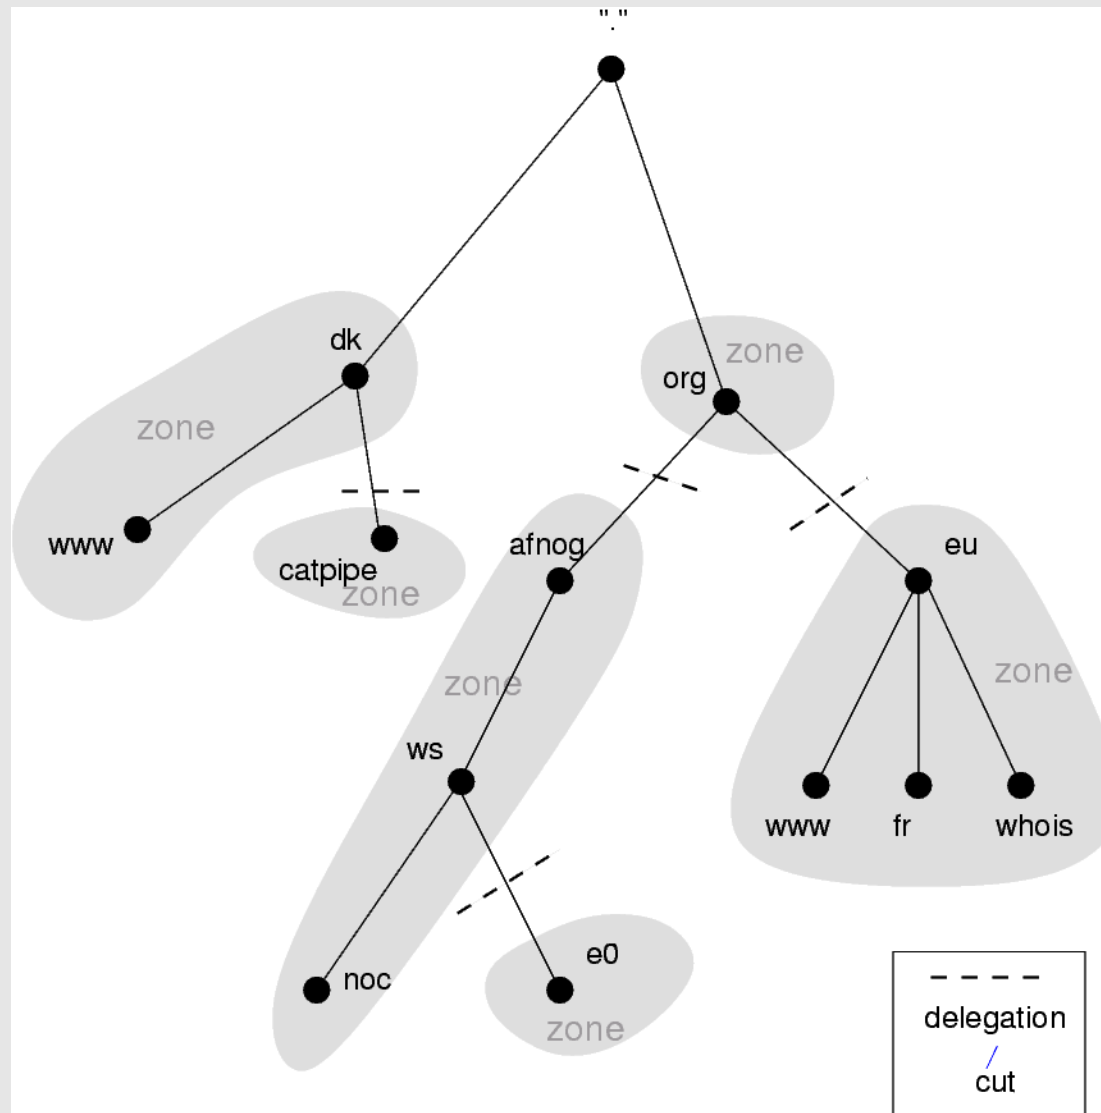 "."
dk
zone
org
zone
www
catpipe
zone
afnog
eu
zone
zone
ws
www
fr
whois
noc
e0
zone
delegation
/
cut